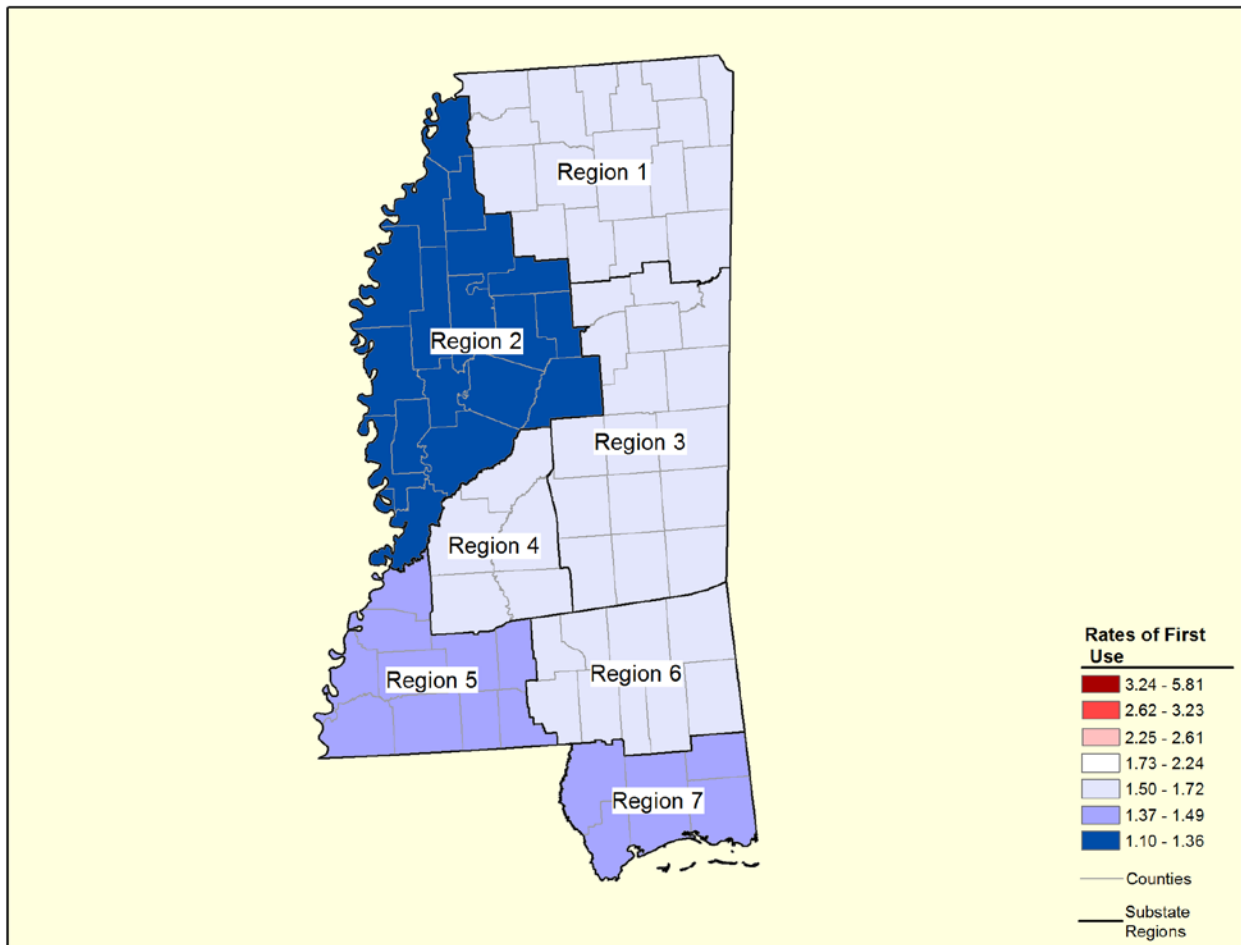 Region 1
Region 2
Region 3
Region 4
Region 5
Region 6
Region 7
Rates of First
Use
3.24 - 5.81
2.62 - 3.23
2.25 - 2.61
1.73 - 2.24
1.50 - 1.72
1.37 - 1.49
1.10 - 1.36
Counties
Substate
Regions